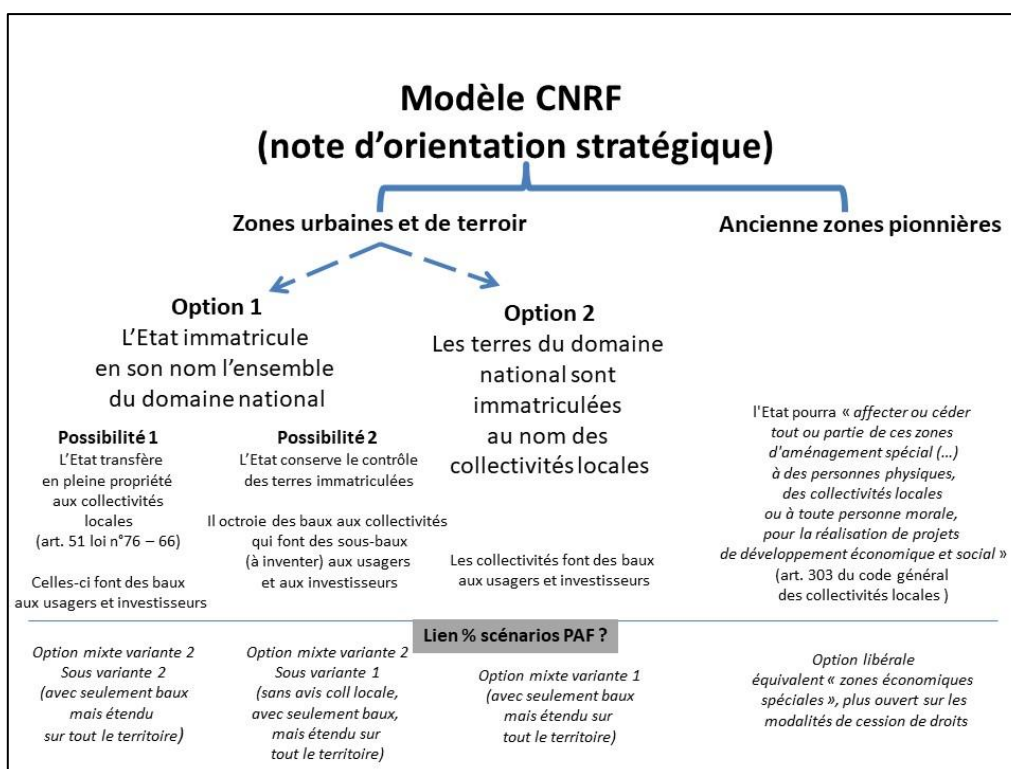 Modèle CNRF
(note d'orientation stratégique)
Zones urbaines et de terroir
Ancienne zones pionnières
Option 1
L'Etat immatricule
en son nom l'ensemble
du domaine national
Option 2
Les terres du domaine
national sont
immatriculées
au nom des
collectivités locales
Possibilité 1
L'Etat transfère
en pleine propriété
aux collectivités
locales
(art. 51 loi n°76 – 66)
Celles-ci font des baux
aux usagers et investisseurs
Possibilité 2
L'Etat conserve le contrôle
des terres immatriculées
Il octroie des baux aux collectivités
qui font des sous-baux
(à inventer) aux usagers
et aux investisseurs
Les collectivités font des baux
aux usagers et investisseurs
l'Etat pourra « affecter ou céder
tout ou partie de ces zones
d'aménagement spécial (...)
à des personnes physiques,
des collectivités locales
ou à toute personne morale,
pour la réalisation de projets
de développement économique et social »
(art. 303 du code général
des collectivités locales )
Lien % scénarios PAF ?
Option mixte variante 2
Sous variante 2
(avec seulement baux
mais étendu
sur tout le territoire)
Option mixte variante 2
Sous variante 1
(sans avis coll locale,
avec seulement baux,
mais étendu sur
tout le territoire)
Option mixte variante 1
(avec seulement baux
mais étendu sur
tout le territoire)
Option libérale
équivalent « zones économiques
spéciales », plus ouvert sur les
modalités de cession de droits